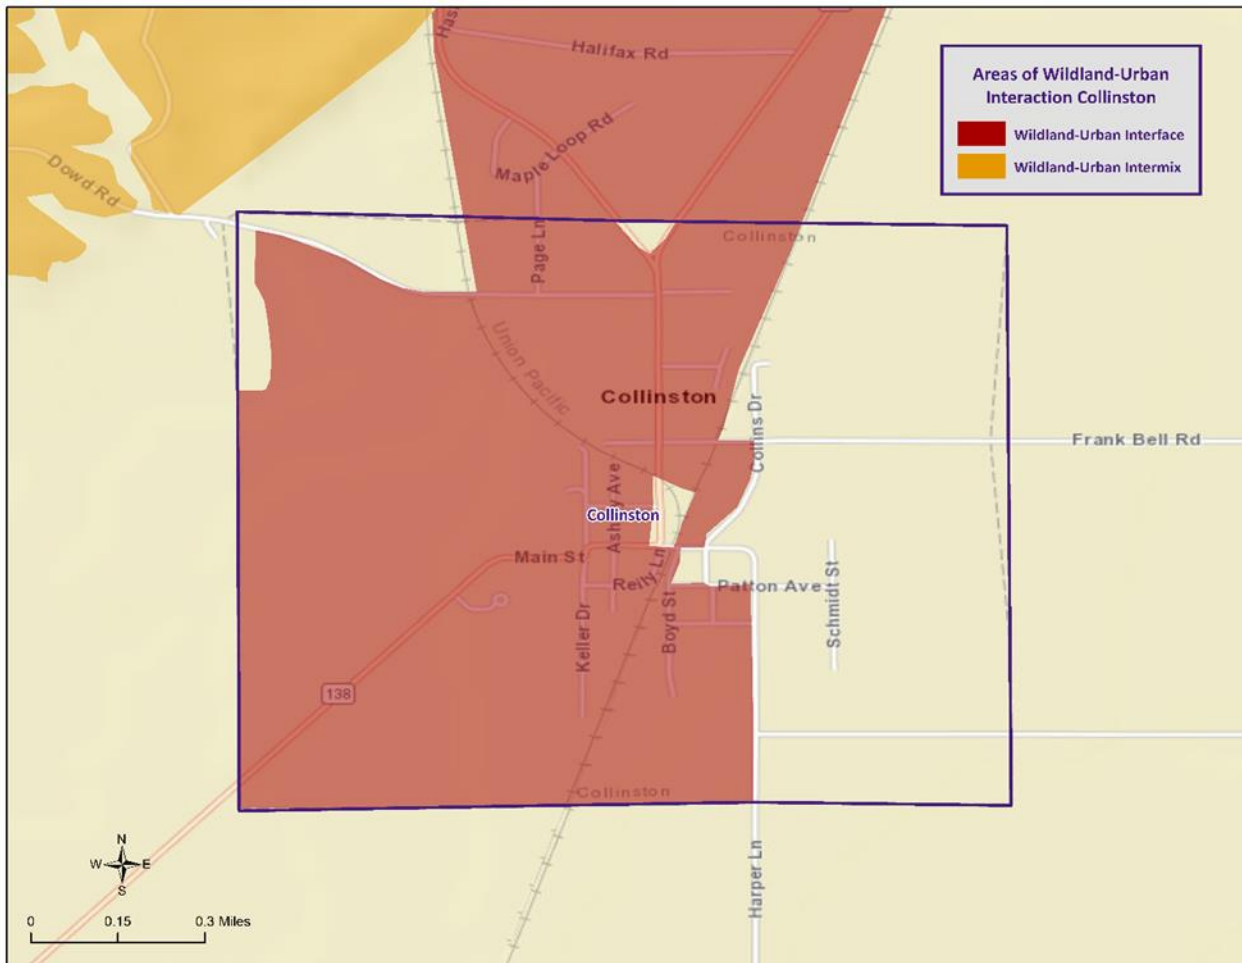 Has
Halifax Rd
Areas of Wildland-Urban
Interaction Collinston
Wildland-Urban Interface
Wildland-Urban Intermix
Maple Loop Rd
Dowd Rd
Page Ln
Collinston
Union Pacific
Collinston
Collins Dr
Frank Bell Rd
Ashley Ave
Collinston
Main St
Reily Ln
Patton Ave
Schmidt St
Keller Dr
Boyd St
138
Collinston
Harper Ln
N
W E
S
0 0.15 0.3 Miles